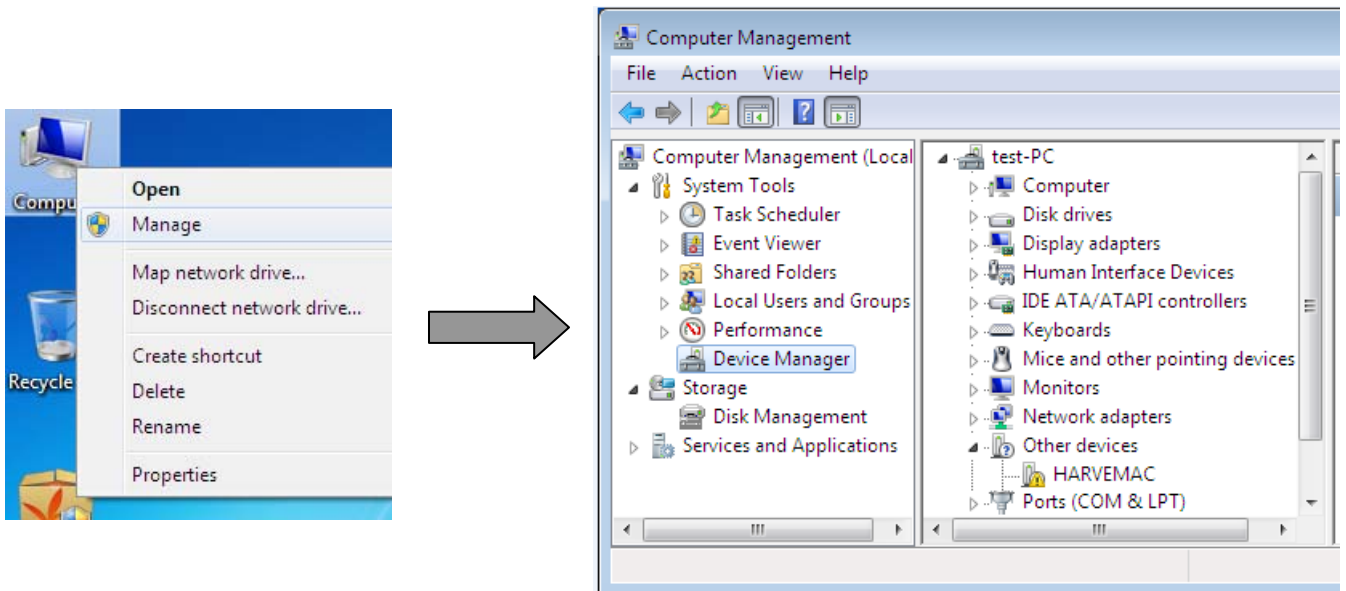 Compu
Recycle
Open
Manage
Map network drive...
Disconnect network drive...
Create shortcut
Delete
Rename
Properties
Computer Management
File Action View Help
Computer Management (Local
System Tools
Task Scheduler
Event Viewer
Shared Folders
Local Users and Groups
Performance
Device Manager
Storage
Disk Management
Services and Applications
test-PC
Computer
Disk drives
Display adapters
Human Interface Devices
IDE ATA/ATAPI controllers
Keyboards
Mice and other pointing devices
Monitors
Network adapters
Other devices
HARVEMAC
Ports (COM & LPT)